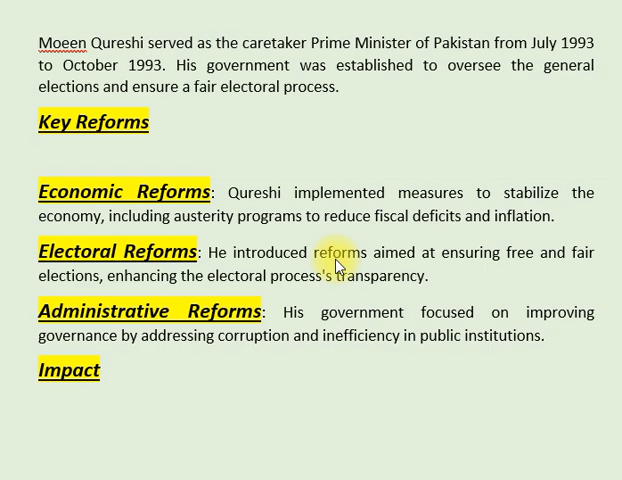 Moeen Qureshi served as the caretaker Prime Minister of Pakistan from July 1993
to October 1993. His government was established to oversee the general
elections and ensure a fair electoral process.
Key Reforms
Economic Reforms: Qureshi implemented measures to stabilize the
economy, including austerity programs to reduce fiscal deficits and inflation.
Electoral Reforms: He introduced reforms aimed at ensuring free and fair
elections, enhancing the electoral process's transparency.
Administrative Reforms: His government focused on improving
governance by addressing corruption and inefficiency in public institutions.
Impact